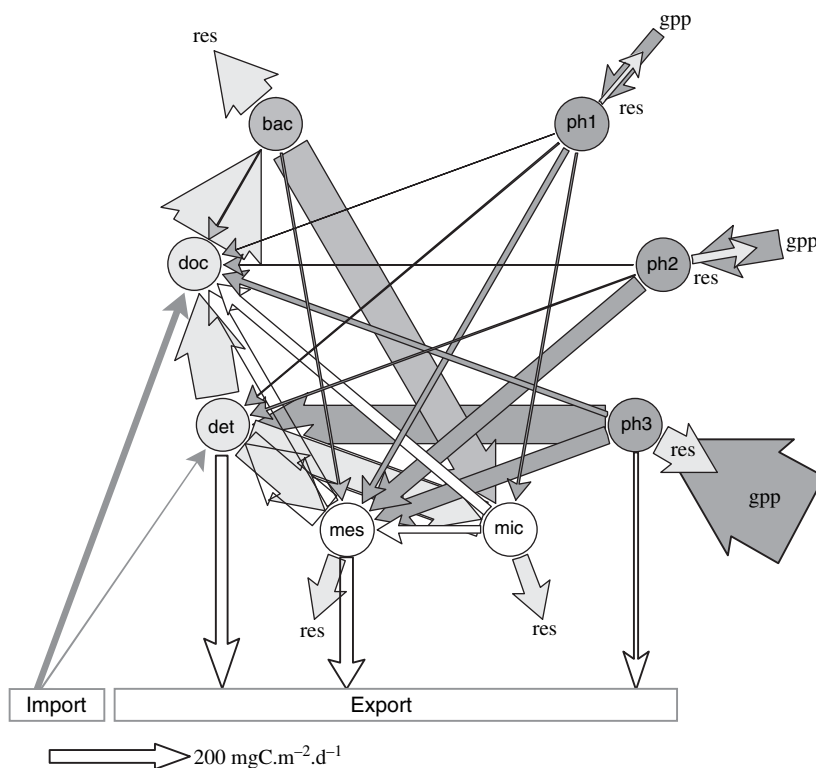 gpp
res
res
bac
ph1
doc
ph2
gpp
res
det
ph3
res
gpp
mes
mic
res
res
Import
Export
200 mgC.m⁻².d⁻¹